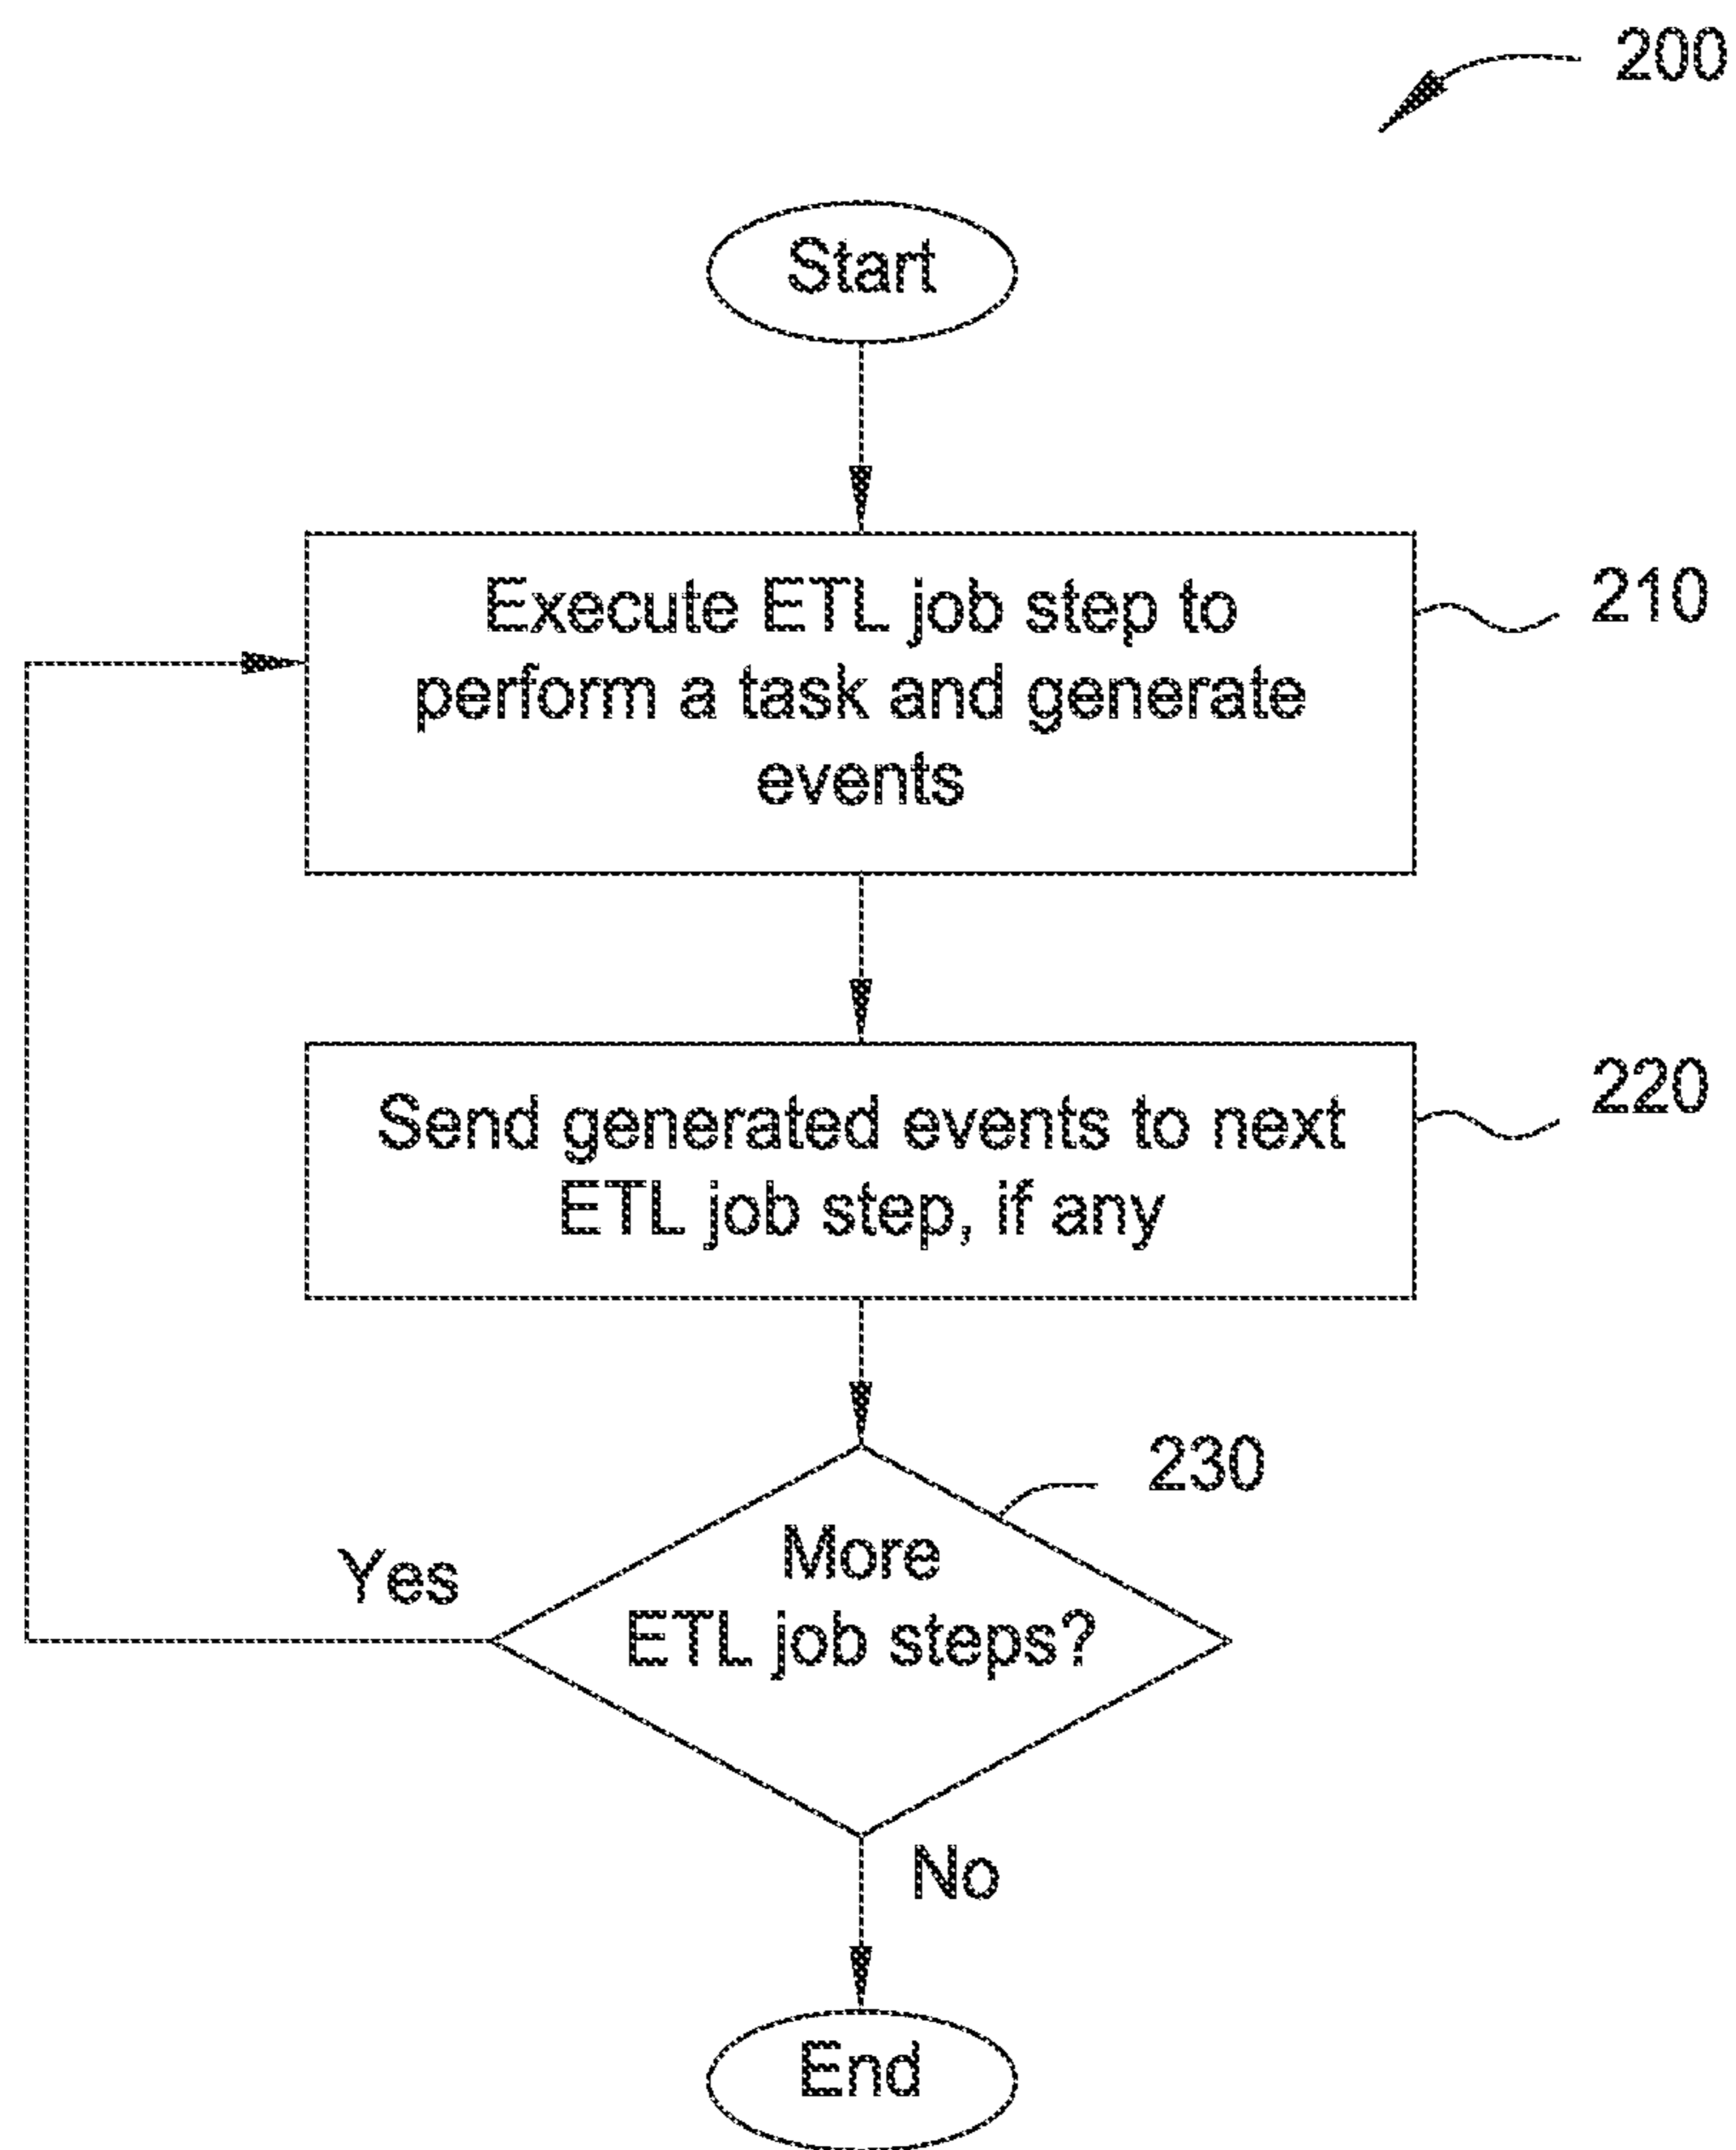 200
Start
Execute ETL job step to
perform a task and generate
events
210
Send generated events to next
ETL job step, if any
220
230
More
ETL job steps?
Yes
No
End